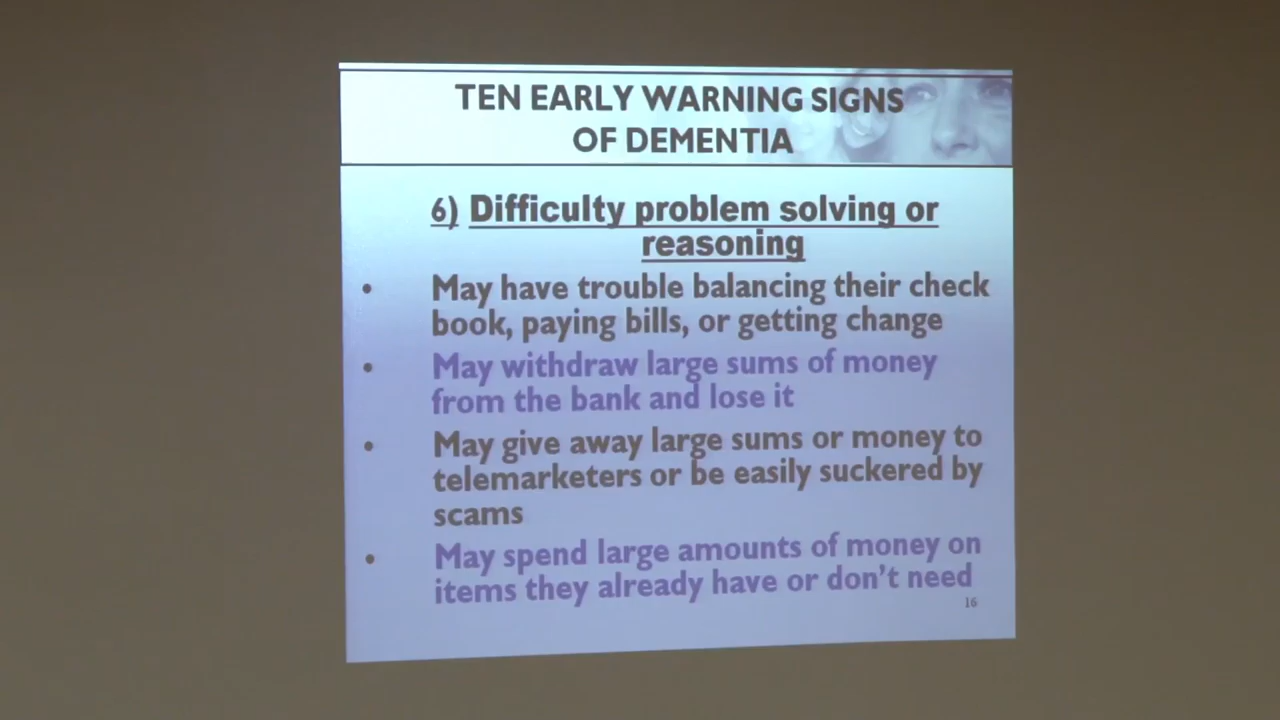 TEN EARLY WARNING SIGNS
OF DEMENTIA
6) Difficulty problem solving or
reasoning
• May have trouble balancing their check
book, paying bills, or getting change
• May withdraw large sums of money
from the bank and lose it
• May give away large sums or money to
telemarketers or be easily suckered by
scams
• May spend large amounts of money on
items they already have or don't need
16